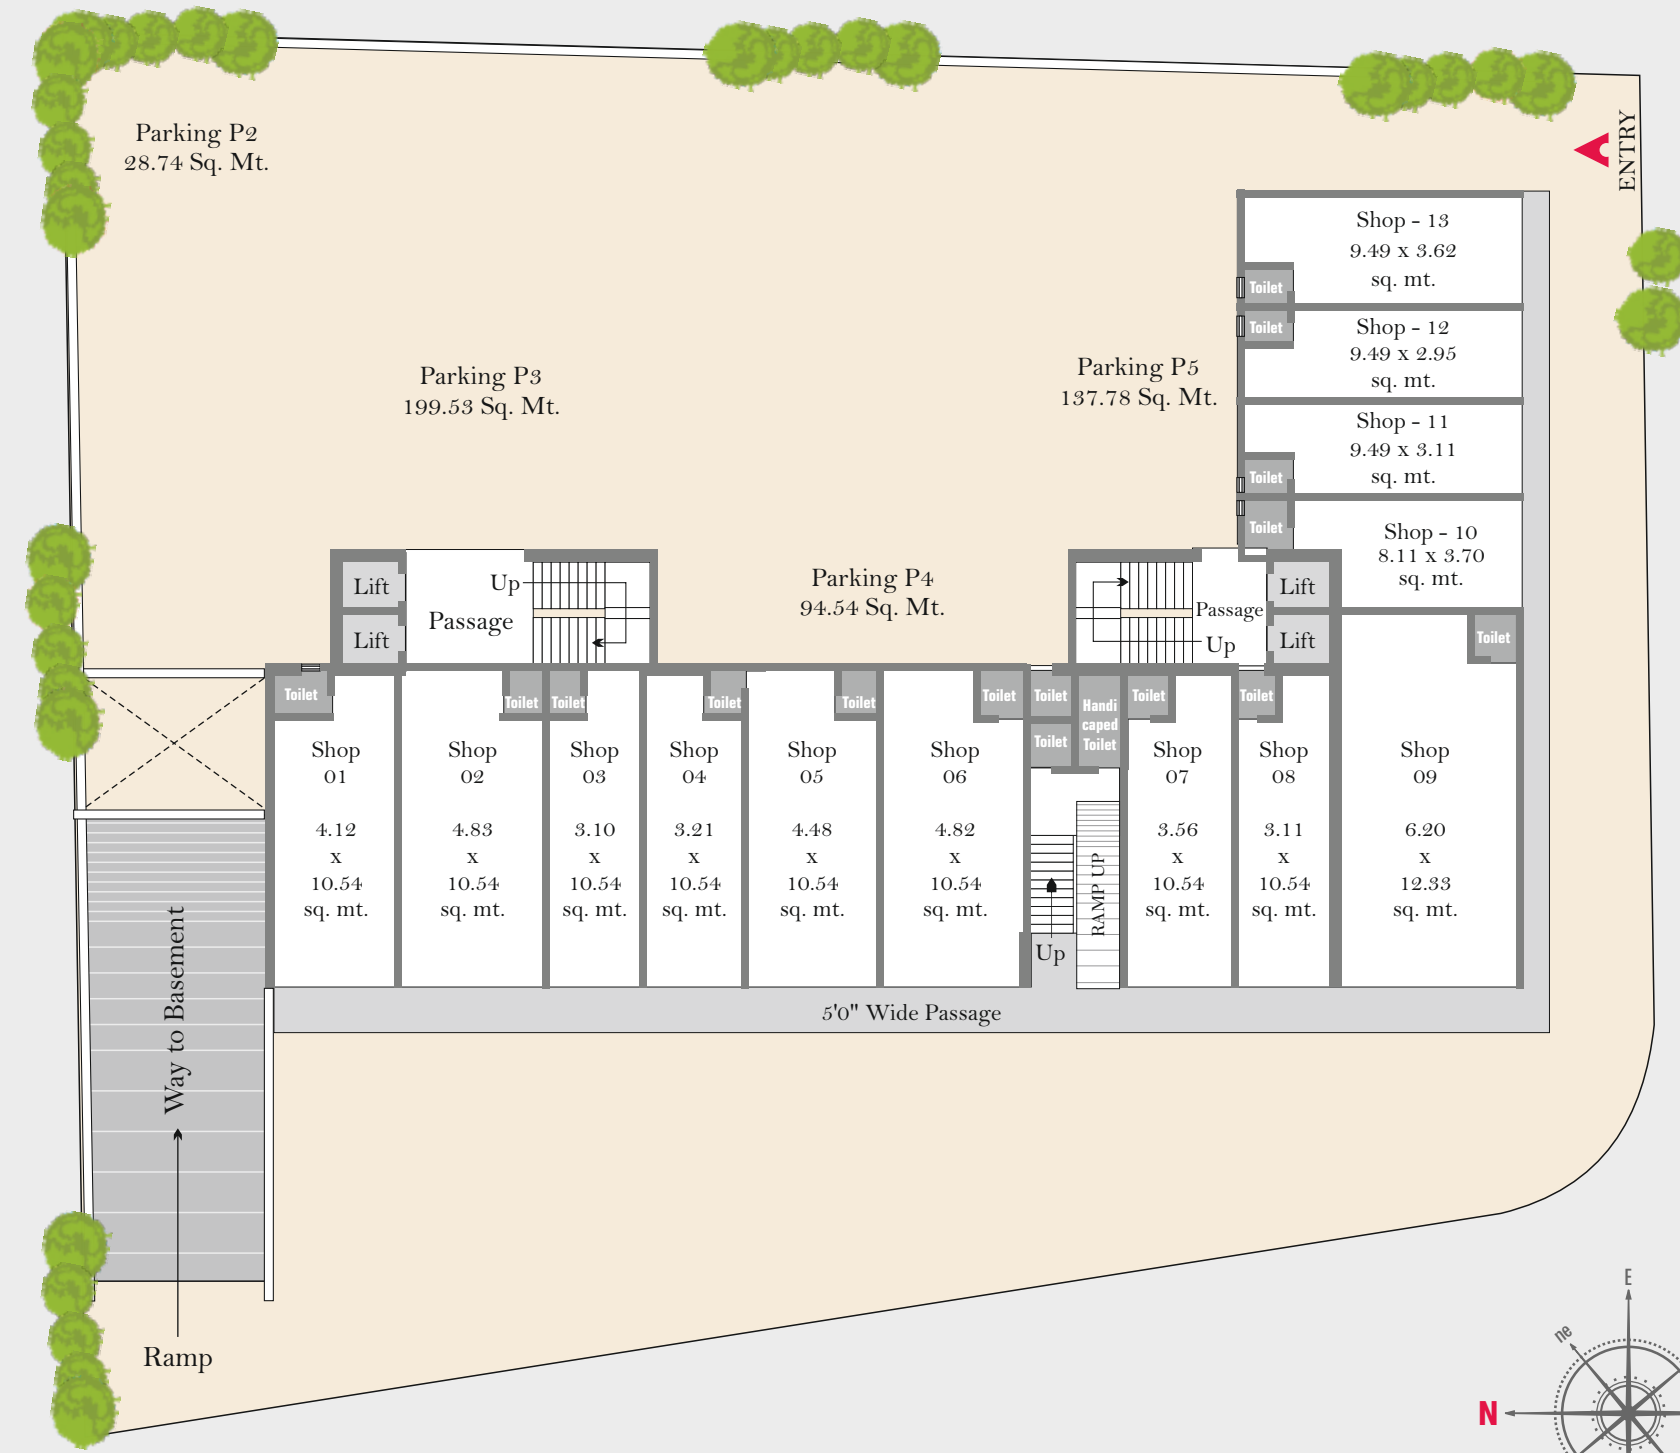 Parking P2
28.74 Sq. Mt.
ENTRY
Shop - 13
9.49 x 3.62
sq. mt.
Toilet
Toilet
Shop - 12
9.49 x 2.95
sq. mt.
Parking P3
199.53 Sq. Mt.
Parking P5
137.78 Sq. Mt.
Shop - 11
9.49 x 3.11
sq. mt.
Toilet
Toilet
Shop - 10
8.11 x 3.70
sq. mt.
Lift
Lift
Up
Passage
Parking P4
94.54 Sq. Mt.
Passage
Up
Lift
Lift
Toilet
Toilet
Toilet
Toilet
Toilet
Toilet
Toilet
Toilet
Toilet
Handi
caped
Toilet
Toilet
Toilet
Shop
01
4.12
x
10.54
sq. mt.
Shop
02
4.83
x
10.54
sq. mt.
Shop
03
3.10
x
10.54
sq. mt.
Shop
04
3.21
x
10.54
sq. mt.
Shop
05
4.48
x
10.54
sq. mt.
Shop
06
4.82
x
10.54
sq. mt.
Up
RAMP UP
Shop
07
3.56
x
10.54
sq. mt.
Shop
08
3.11
x
10.54
sq. mt.
Shop
09
6.20
x
12.33
sq. mt.
5'0" Wide Passage
Way to Basement
Ramp
E
ne
N